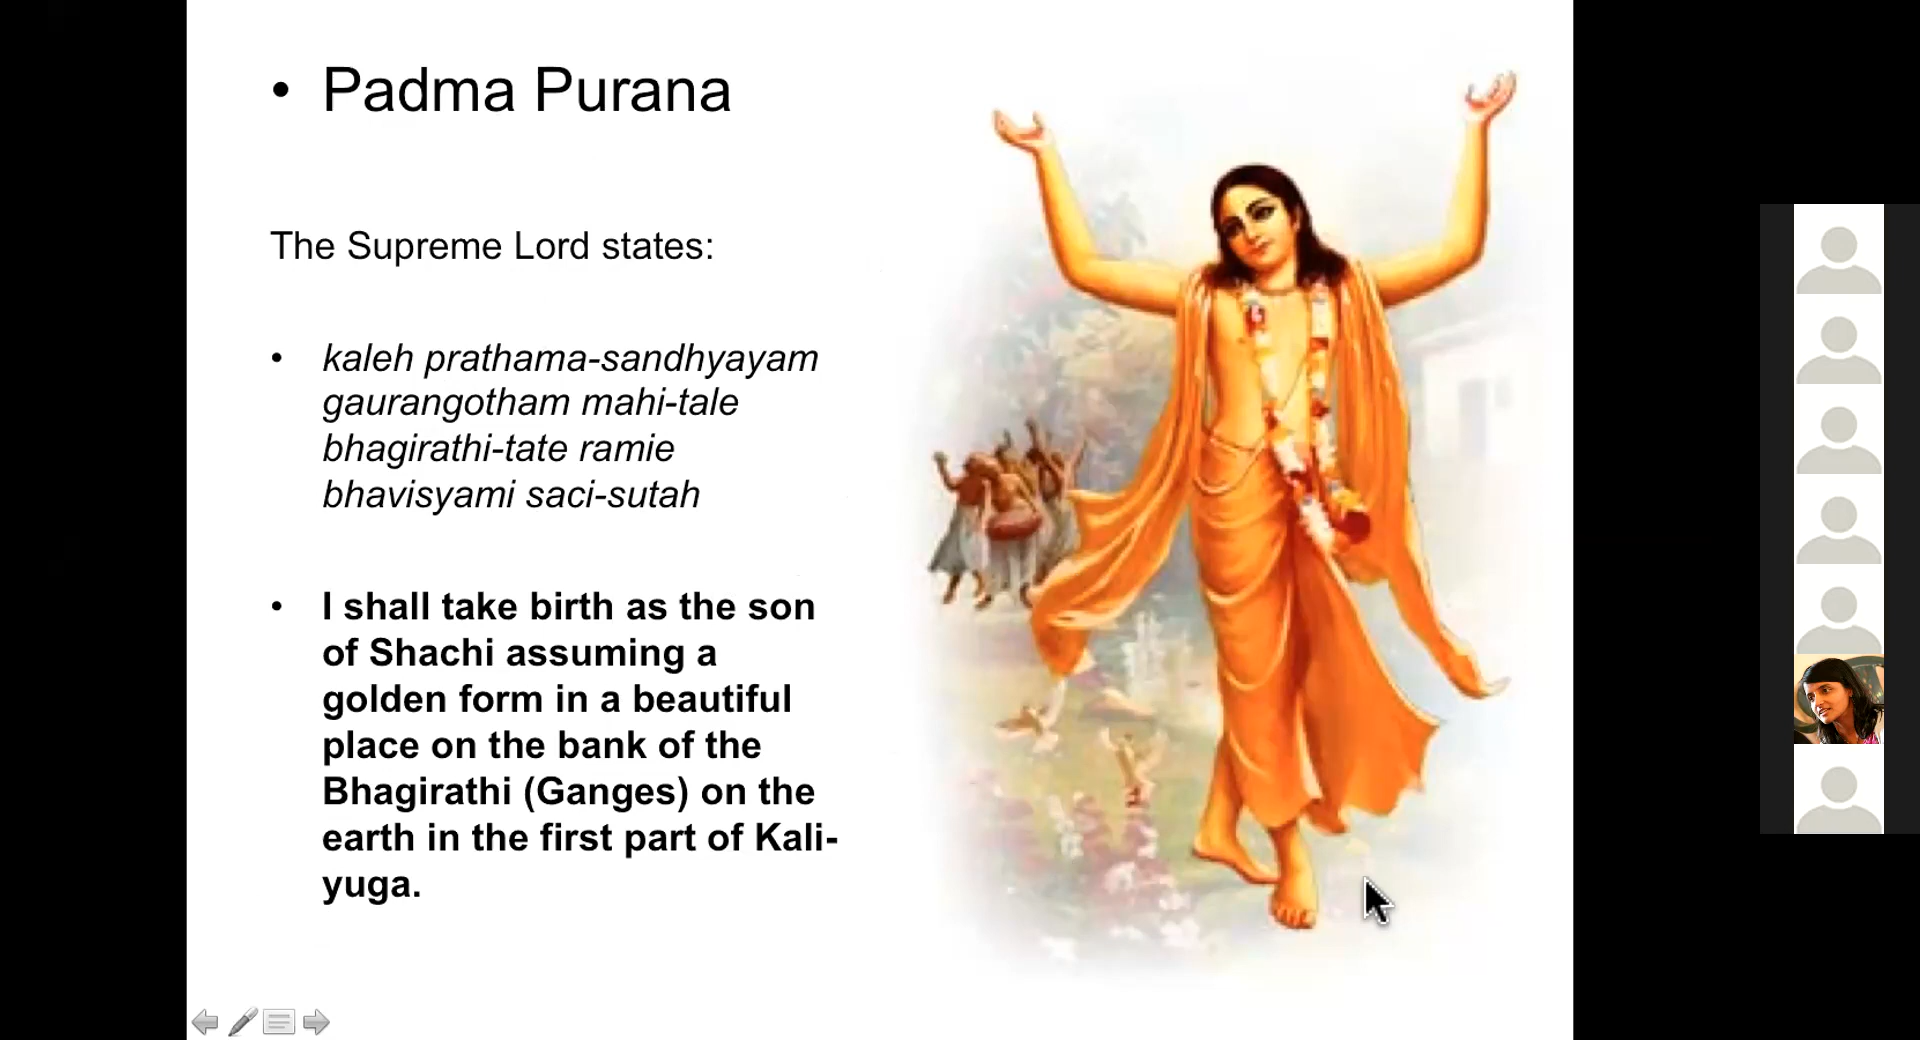 • Padma Purana
The Supreme Lord states:
• kaleh prathama-sandhyayam
gaurangotham mahi-tale
bhagirathi-tate ramie
bhavisyami saci-sutah
• I shall take birth as the son
of Shachi assuming a
golden form in a beautiful
place on the bank of the
Bhagirathi (Ganges) on the
earth in the first part of Kali-
yuga.